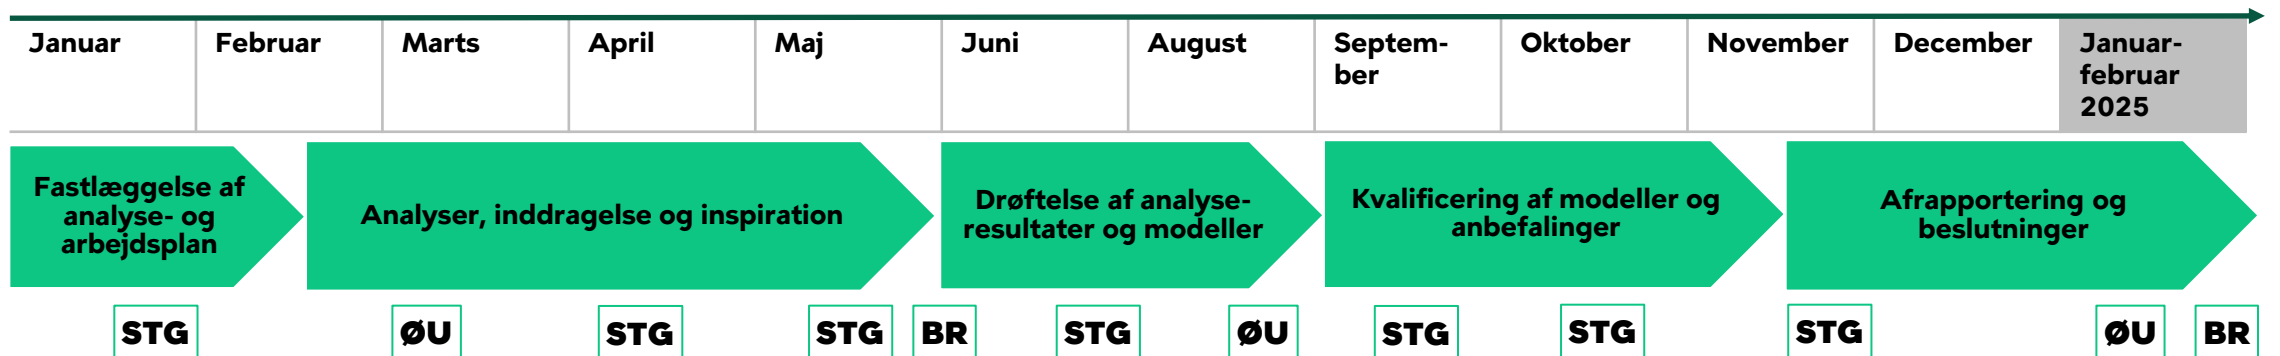 Januar
Februar
Marts
April
Maj
Juni
August
Septem-
ber
Oktober
November
December
Januar-
februar
2025
Fastlæggelse af
analyse- og
arbejdsplan
Analyser, inddragelse og inspiration
Drøftelse af analyse-
resultater og modeller
Kvalificering af modeller og
anbefalinger
Afrapportering og
beslutninger
STG
ØU
STG
STG
BR
STG
ØU
STG
STG
STG
ØU
BR